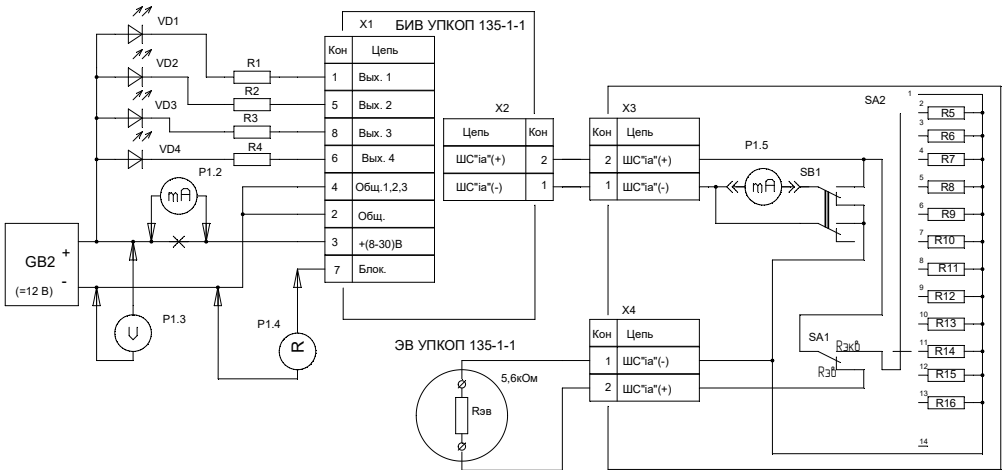 VD1
VD2
VD3
VD4
R1
R2
R3
R4
P1.2
mA
GB2
+
-
(=12 В)
V
P1.3
P1.4
R
X1
БИВ УПКОП 135-1-1
Кон Цепь
1 Вых. 1
5 Вых. 2
8 Вых. 3
6 Вых. 4
4 Общ.1,2,3
2 Общ.
3 +(8-30)В
7 Блок.
X2
Цепь Кон
ШС"ia"(+) 2
ШС"ia"(-) 1
X3
Кон Цепь
2 ШС"ia"(+)
1 ШС"ia"(-)
P1.5
mA
SB1
ЭВ УПКОП 135-1-1
5,6кОм
Rэв
X4
Кон Цепь
1 ШС"ia"(-)
2 ШС"ia"(+)
SA1
Rэкв
Rэв
SA2
1
2 R5
3 R6
4 R7
5 R8
6 R9
7 R10
8 R11
9 R12
10 R13
11 R14
12 R15
13 R16
14